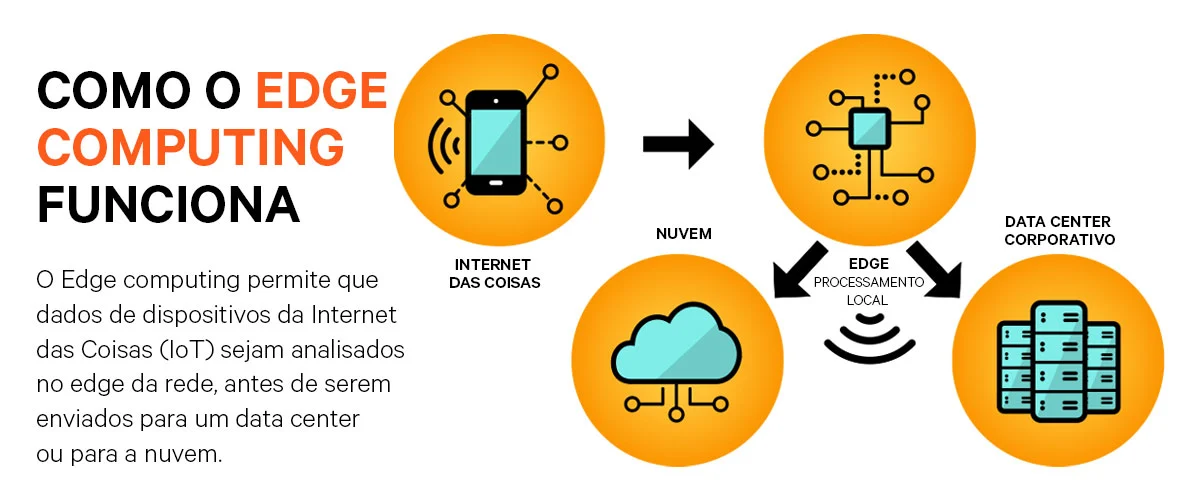 COMO O EDGE
COMPUTING
FUNCIONA
O Edge computing permite que
dados de dispositivos da Internet
das Coisas (IoT) sejam analisados
no edge da rede, antes de serem
enviados para um data center
ou para a nuvem.
INTERNET
DAS COISAS
NUVEM
EDGE
PROCESSAMENTO
LOCAL
DATA CENTER
CORPORATIVO